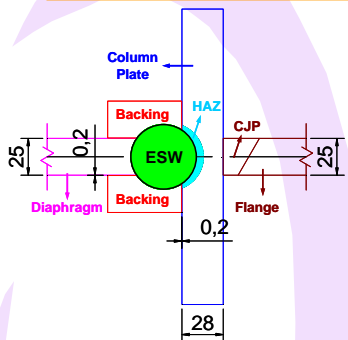 Column
Plate
HAZ
Backing
CJP
25
0,2
ESW
25
Backing
Diaphragm
Flange
0,2
28